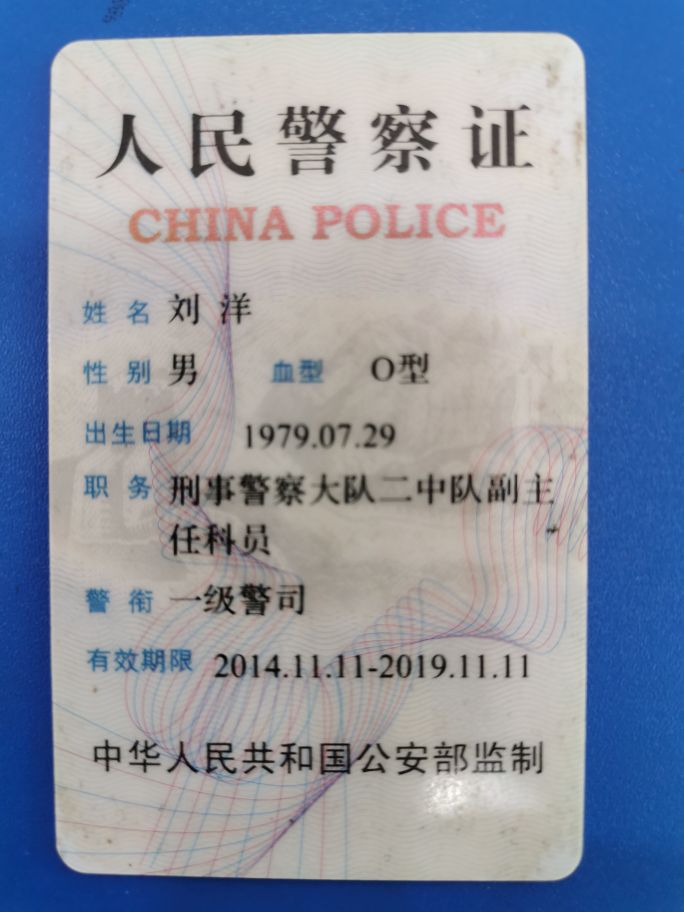 人民警察证
CHINA POLICE
姓名 刘洋
性别 男 血型 O型
出生日期 1979.07.29
职务 刑事警察大队二中队副主
任科员
警衔 一级警司
有效期限 2014.11.11-2019.11.11
中华人民共和国公安部监制